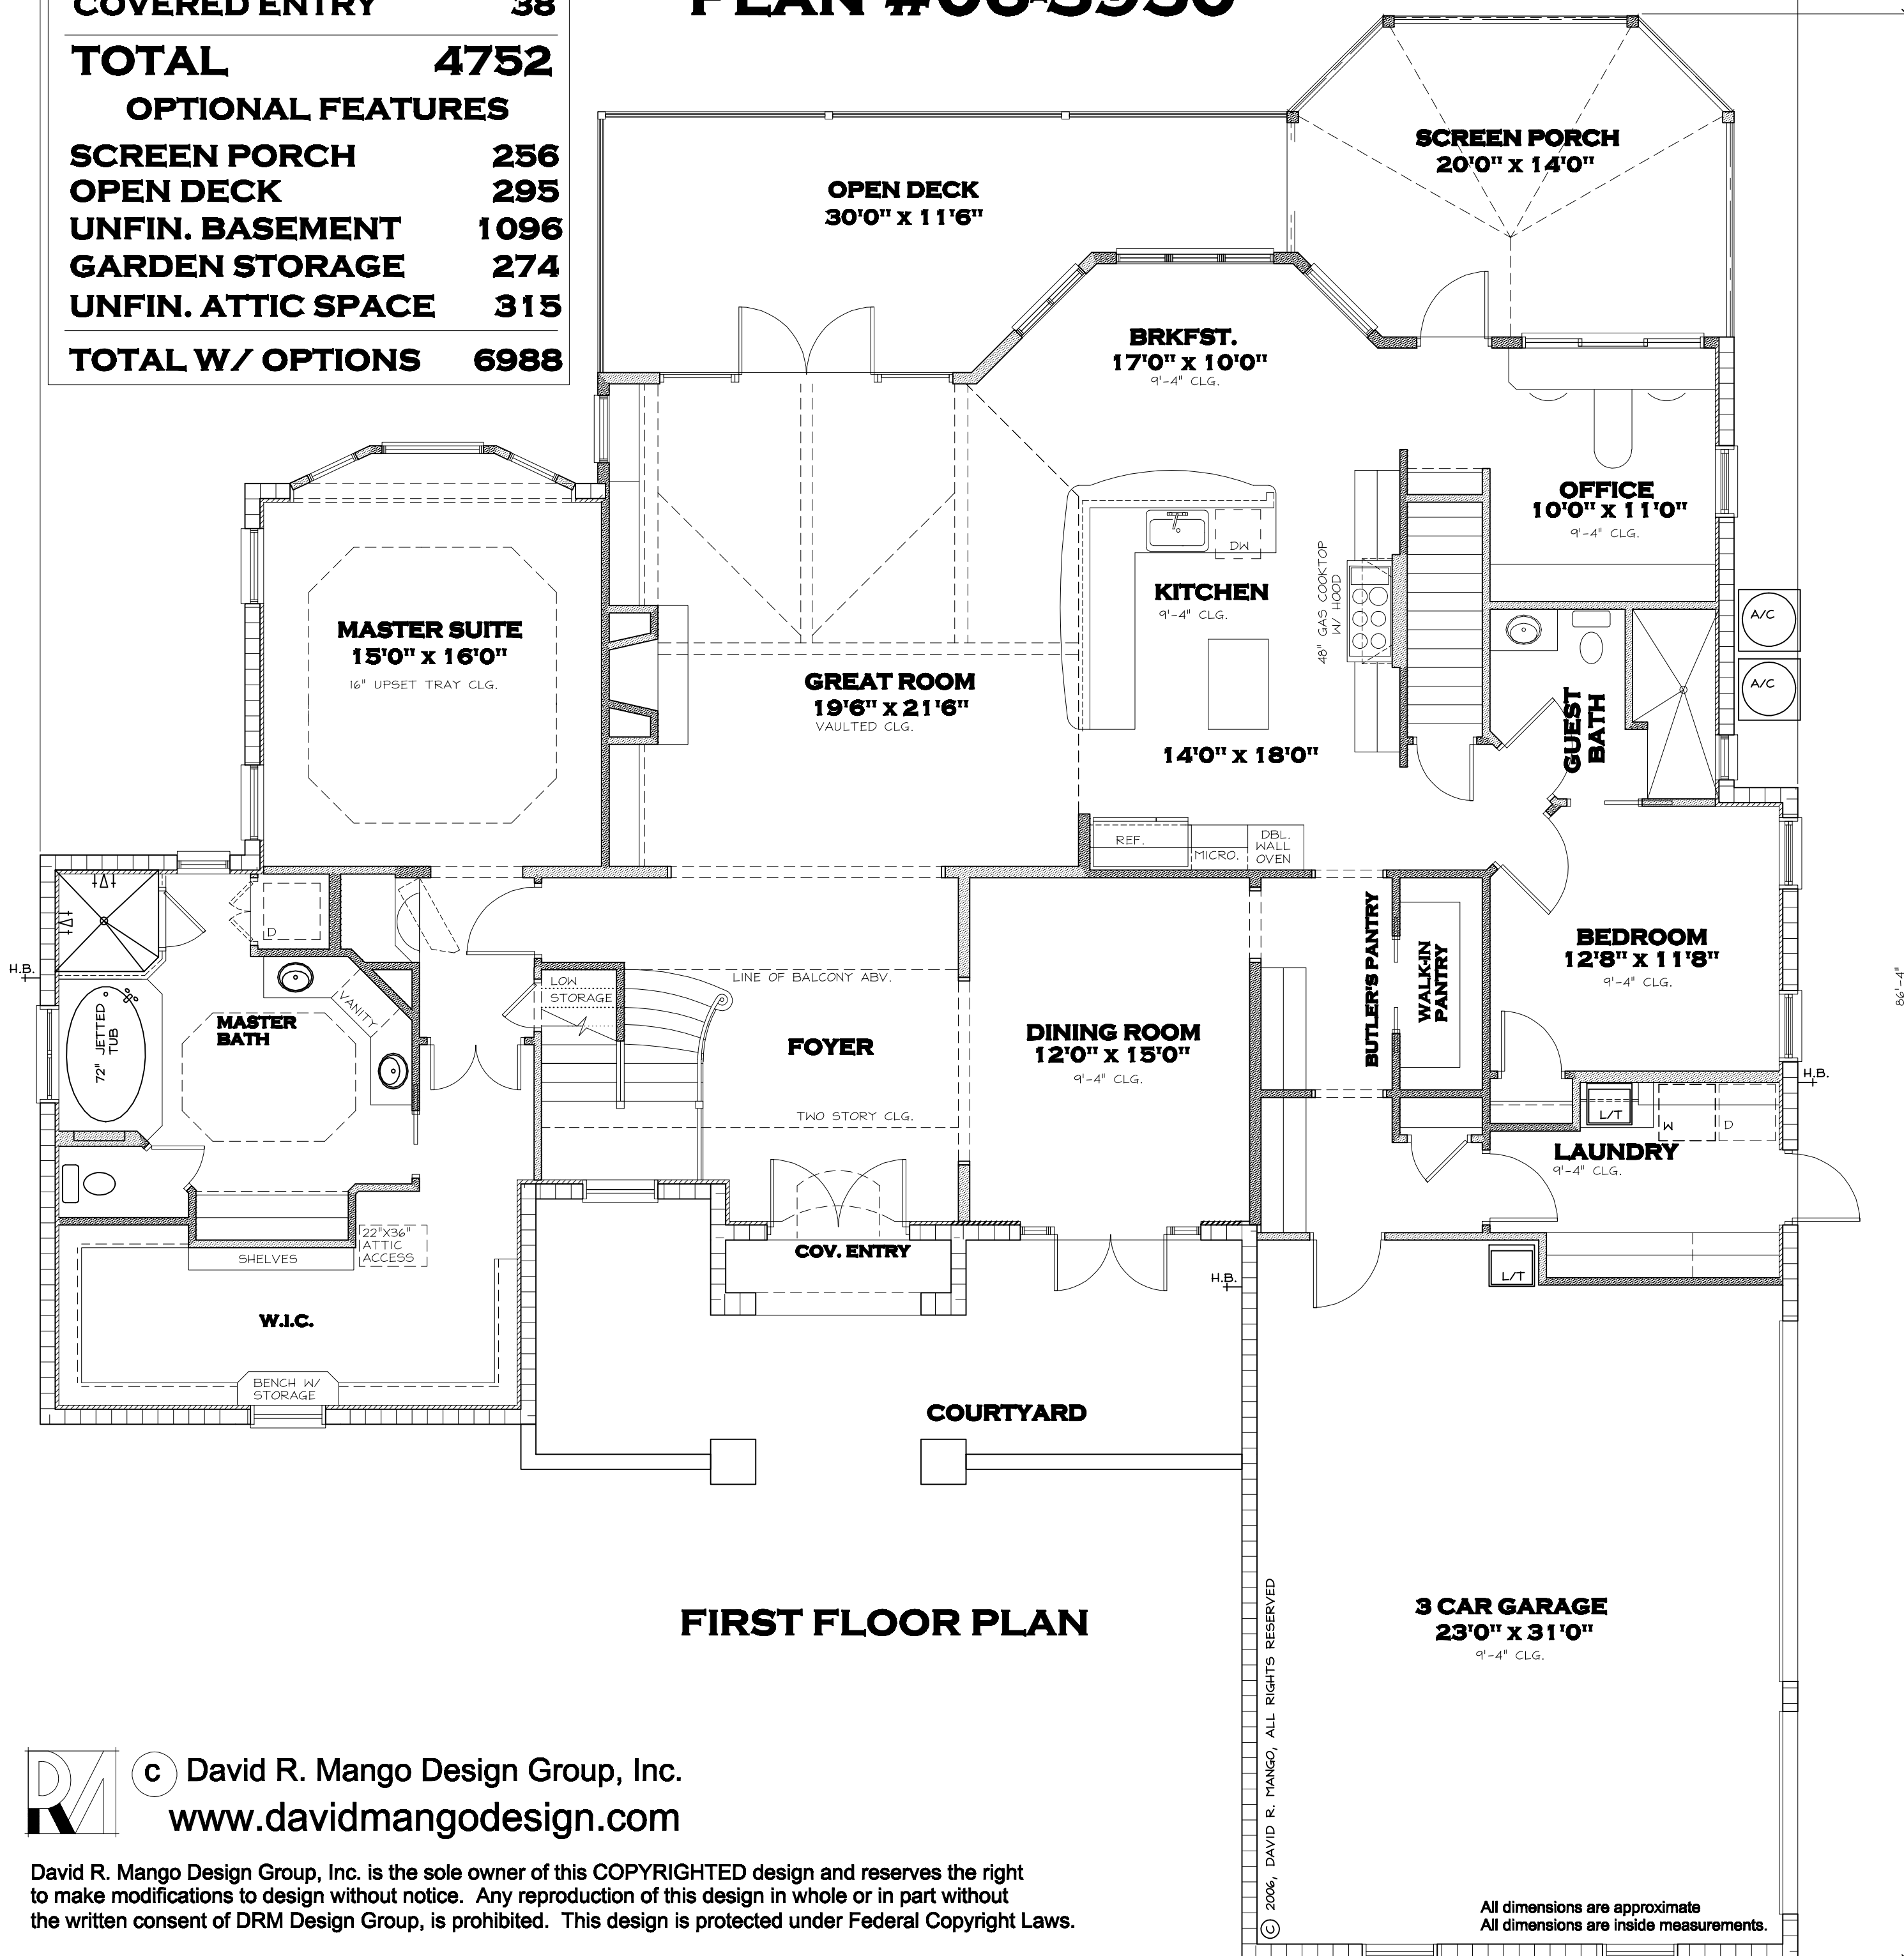 COVERED ENTRY 38
TOTAL 4752
OPTIONAL FEATURES
SCREEN PORCH 256
OPEN DECK 295
UNFIN. BASEMENT 1096
GARDEN STORAGE 274
UNFIN. ATTIC SPACE 315
TOTAL W/ OPTIONS 6988
SCREEN PORCH
20'0" X 14'0"
OPEN DECK
30'0" X 11'6"
BRKFST.
17'0" X 10'0"
9'-4" CLG.
OFFICE
10'0" X 11'0"
9'-4" CLG.
DW
KITCHEN
9'-4" CLG.
48" GAS COOKTOP
W/ HOOD
14'0" X 18'0"
A/C
A/C
MASTER SUITE
15'0" X 16'0"
16" UPSET TRAY CLG.
GREAT ROOM
19'6" X 21'6"
VAULTED CLG.
GUEST
BATH
REF.
MICRO.
DBL.
WALL
OVEN
D
H.B.
VANITY
72" JETTED
TUB
MASTER
BATH
LOW
STORAGE
LINE OF BALCONY ABV.
FOYER
TWO STORY CLG.
DINING ROOM
12'0" X 15'0"
9'-4" CLG.
BUTLER'S PANTRY
WALK-IN
PANTRY
BEDROOM
12'8" X 11'8"
9'-4" CLG.
86'-4"
H.B.
L/T
W
D
LAUNDRY
9'-4" CLG.
L/T
22"X36"
ATTIC
ACCESS
SHELVES
W.I.C.
BENCH W/
STORAGE
COV. ENTRY
H.B.
COURTYARD
FIRST FLOOR PLAN
3 CAR GARAGE
23'0" X 31'0"
9'-4" CLG.
© 2006, DAVID R. MANGO, ALL RIGHTS RESERVED
RM
© David R. Mango Design Group, Inc.
www.davidmangodesign.com
David R. Mango Design Group, Inc. is the sole owner of this COPYRIGHTED design and reserves the right
to make modifications to design without notice. Any reproduction of this design in whole or in part without
the written consent of DRM Design Group, is prohibited. This design is protected under Federal Copyright Laws.
All dimensions are approximate
All dimensions are inside measurements.